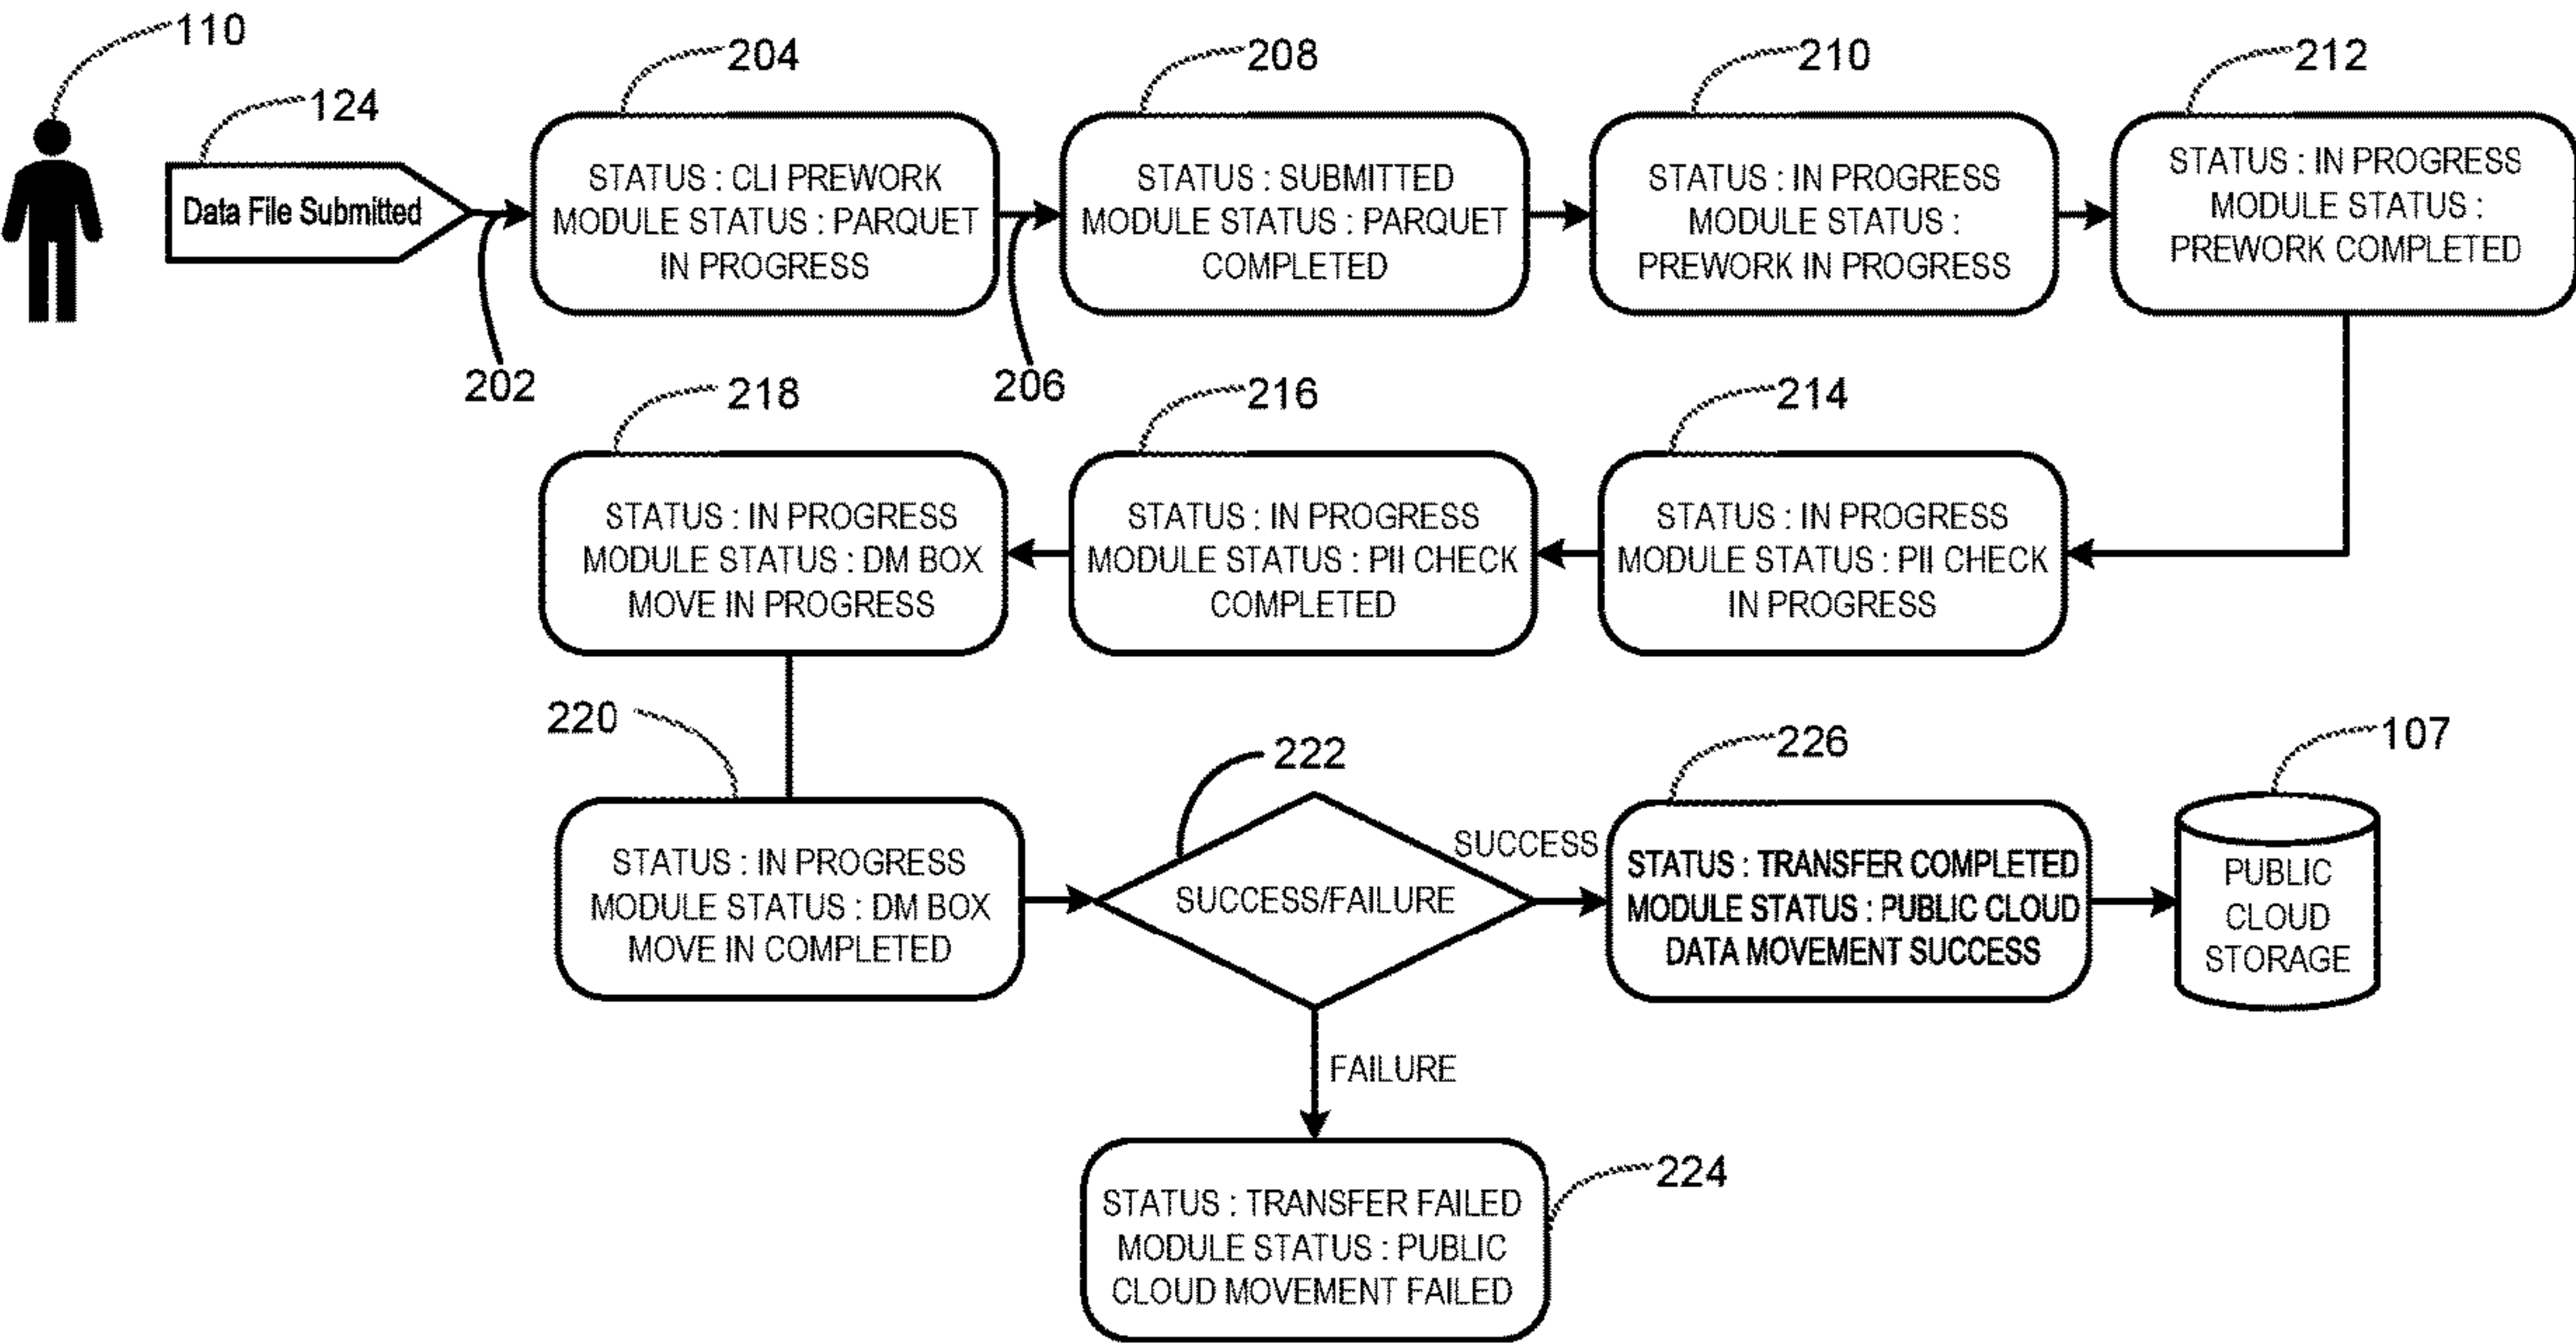 110
124
Data File Submitted
202
204
STATUS : CLI PREWORK
MODULE STATUS : PARQUET
IN PROGRESS
206
208
STATUS : SUBMITTED
MODULE STATUS : PARQUET
COMPLETED
210
STATUS : IN PROGRESS
MODULE STATUS :
PREWORK IN PROGRESS
212
STATUS : IN PROGRESS
MODULE STATUS :
PREWORK COMPLETED
214
STATUS : IN PROGRESS
MODULE STATUS : PII CHECK
IN PROGRESS
216
STATUS : IN PROGRESS
MODULE STATUS : PII CHECK
COMPLETED
218
STATUS : IN PROGRESS
MODULE STATUS : DM BOX
MOVE IN PROGRESS
220
STATUS : IN PROGRESS
MODULE STATUS : DM BOX
MOVE IN COMPLETED
222
SUCCESS/FAILURE
SUCCESS
226
STATUS : TRANSFER COMPLETED
MODULE STATUS : PUBLIC CLOUD
DATA MOVEMENT SUCCESS
107
PUBLIC
CLOUD
STORAGE
FAILURE
224
STATUS : TRANSFER FAILED
MODULE STATUS : PUBLIC
CLOUD MOVEMENT FAILED